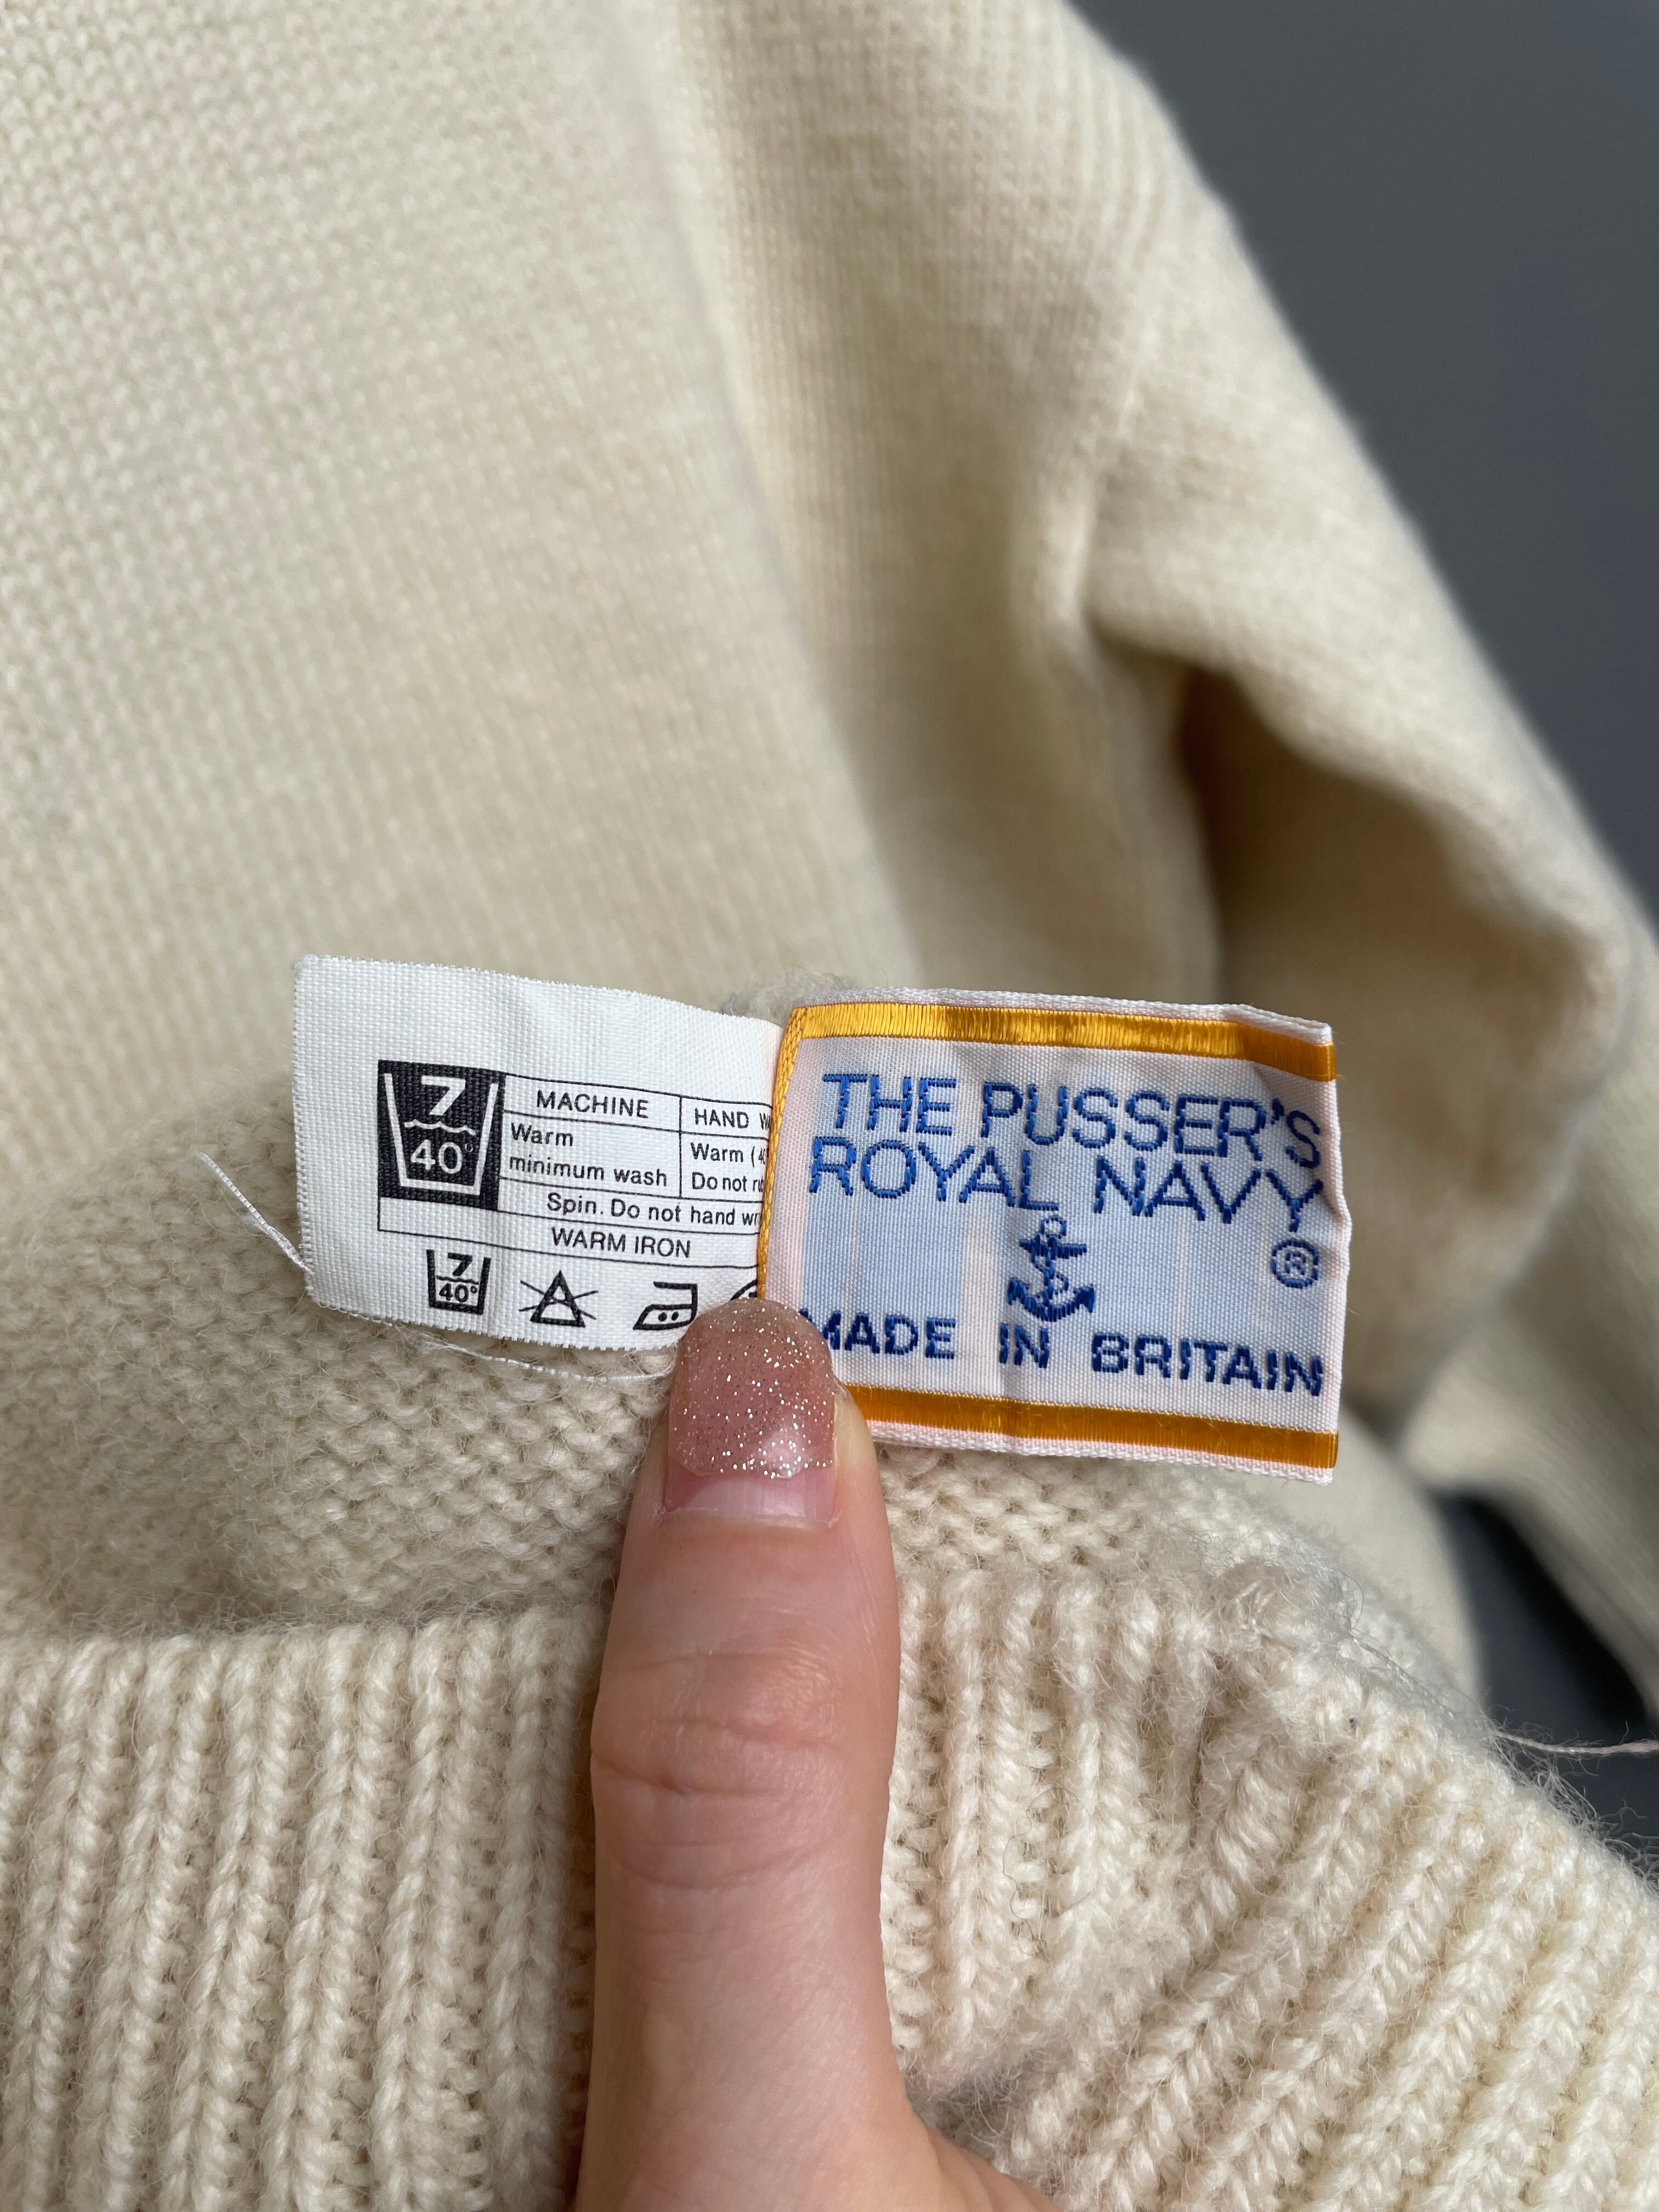 7
40°
MACHINE
HAND
Warm
minimum wash
Warm
Do not
Spin. Do not hand
WARM IRON
7
40°
THE PUSSER'S
ROYAL NAVY
®
MADE IN BRITAIN